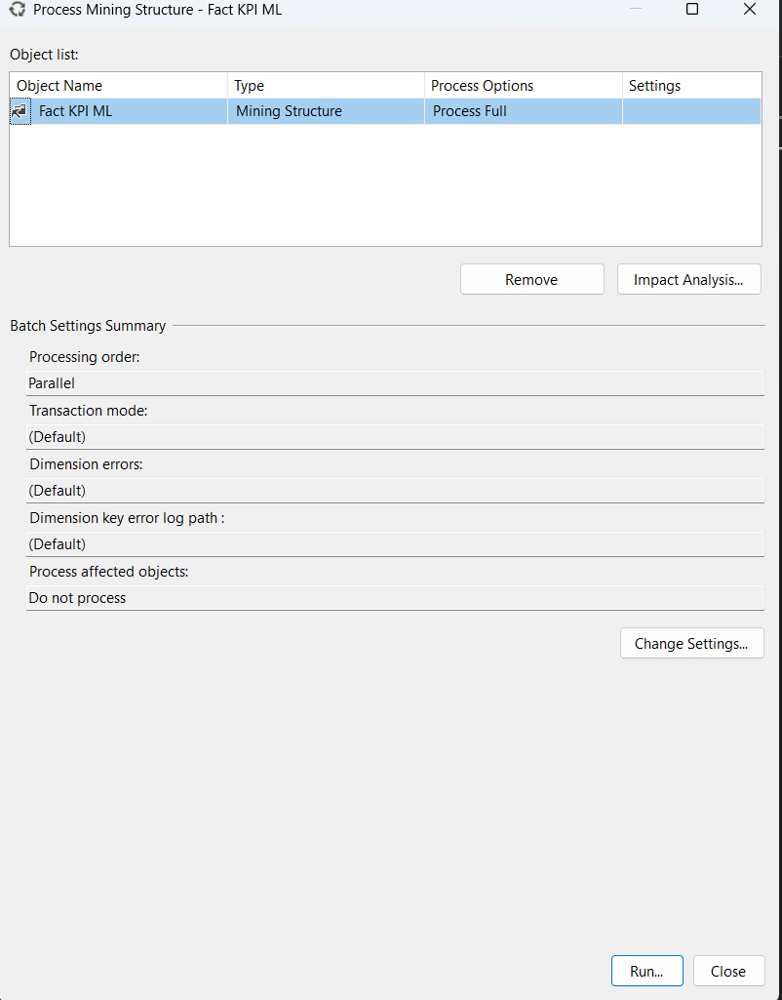 Process Mining Structure - Fact KPI ML
Object list:
Object Name Type Process Options Settings
Fact KPI ML Mining Structure Process Full
Remove Impact Analysis...
Batch Settings Summary
Processing order:
Parallel
Transaction mode:
(Default)
Dimension errors:
(Default)
Dimension key error log path :
(Default)
Process affected objects:
Do not process
Change Settings...
Run... Close